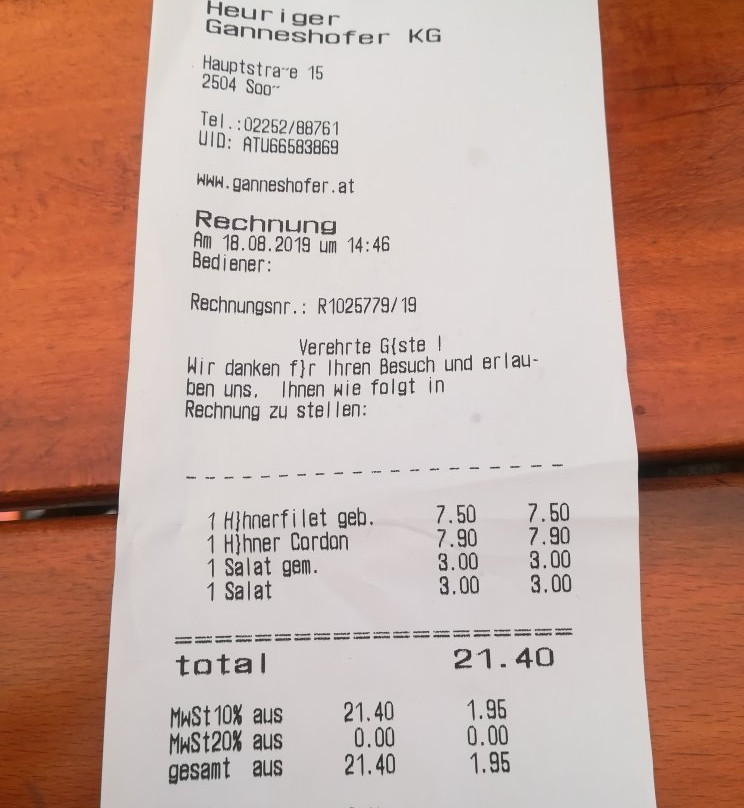 Heuriger
Ganneshofer KG
Hauptstra~e 15
2504 Soo~
Tel.:02252/88761
UID: ATU66583869
www.ganneshofer.at
Rechnung
Am 18.08.2019 um 14:46
Bediener:
Rechnungsnr.: R1025779/19
Verehrte G{ste !
Wir danken f}r Ihren Besuch und erlau-
ben uns, Ihnen wie folgt in
Rechnung zu stellen:
1 H}hnerfilet geb. 7.50 7.50
1 H}hner Cordon 7.90 7.90
1 Salat gem. 3.00 3.00
1 Salat 3.00 3.00
total 21.40
MwSt10% aus 21.40 1.95
MwSt20% aus 0.00 0.00
gesamt aus 21.40 1.95